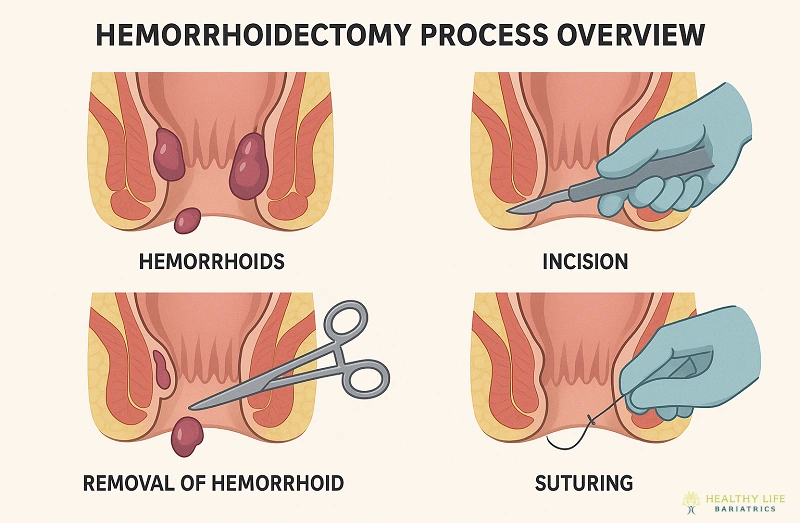 HEMORRHOIDECTOMY PROCESS OVERVIEW
HEMORRHOIDS
INCISION
REMOVAL OF HEMORRHOID
SUTURING
HEALTHY LIFE
BARIATRICS